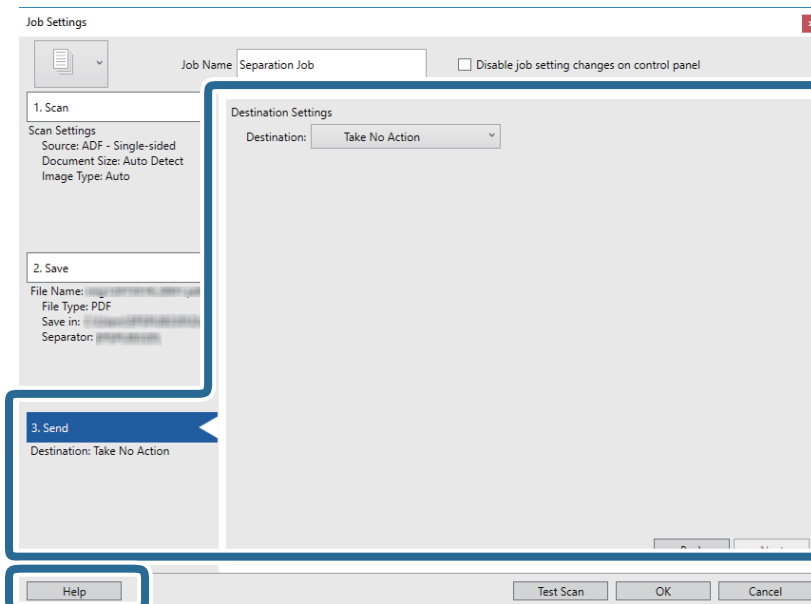 Job Settings
Job Name Separation Job
Disable job setting changes on control panel
1. Scan
Scan Settings
Source: ADF - Single-sided
Document Size: Auto Detect
Image Type: Auto
2. Save
File Name:
File Type: PDF
Save in:
Separator:
3. Send
Destination: Take No Action
Destination Settings
Destination: Take No Action
Help
Test Scan
OK
Cancel